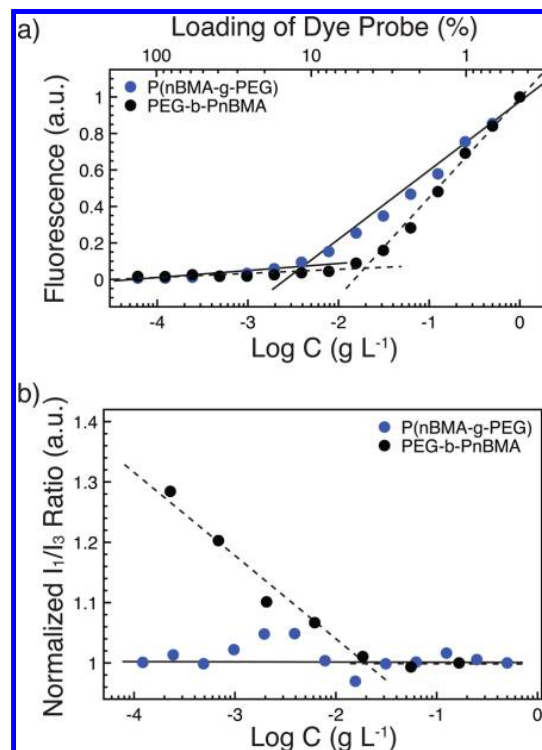 a)
Loading of Dye Probe (%)
100
10
1
P(nBMA-g-PEG)
PEG-b-PnBMA
Fluorescence (a.u.)
1
0.8
0.6
0.4
0.2
0
-4
-3
-2
-1
0
Log C (g L⁻¹)
b)
P(nBMA-g-PEG)
PEG-b-PnBMA
Normalized I₁/I₃ Ratio (a.u.)
1.4
1.3
1.2
1.1
1
-4
-3
-2
-1
0
Log C (g L⁻¹)